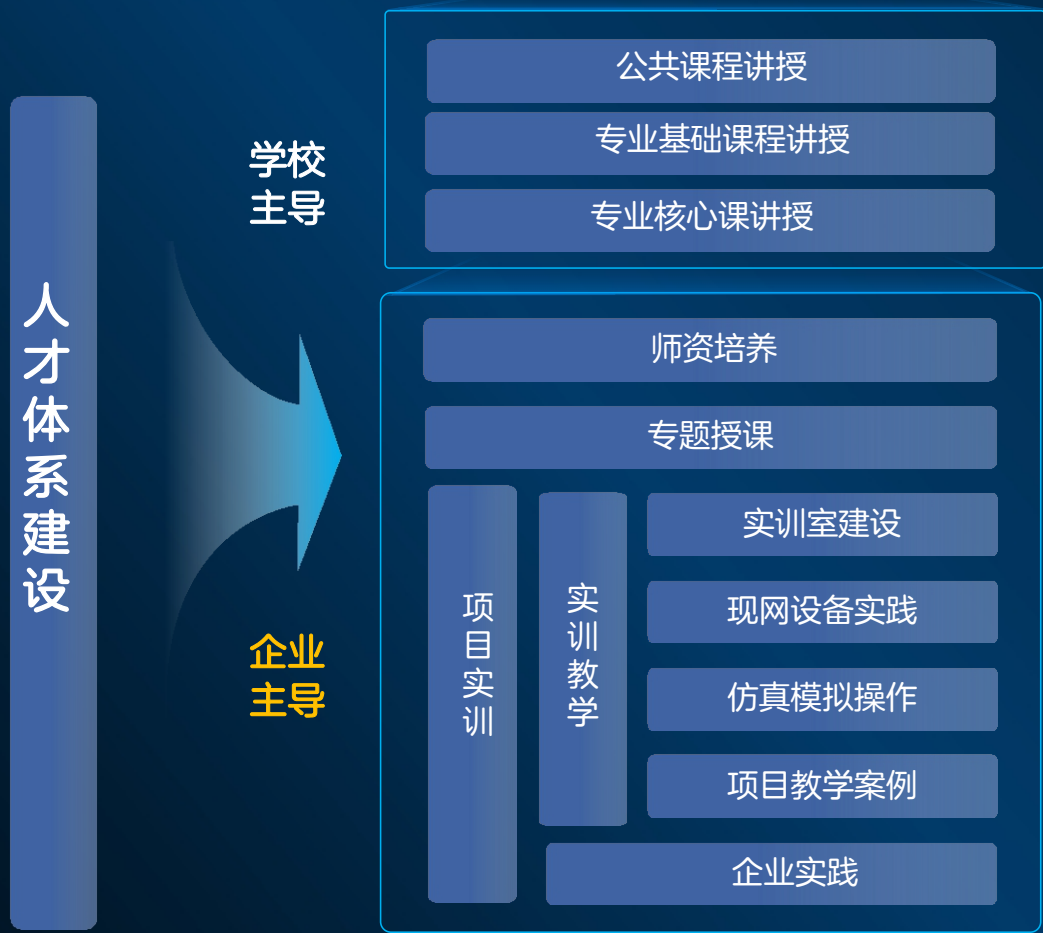 人才体系建设
学校
主导
公共课程讲授
专业基础课程讲授
专业核心课讲授
企业
主导
师资培养
专题授课
项目实训
实训教学
实训室建设
现网设备实践
仿真模拟操作
项目教学案例
企业实践